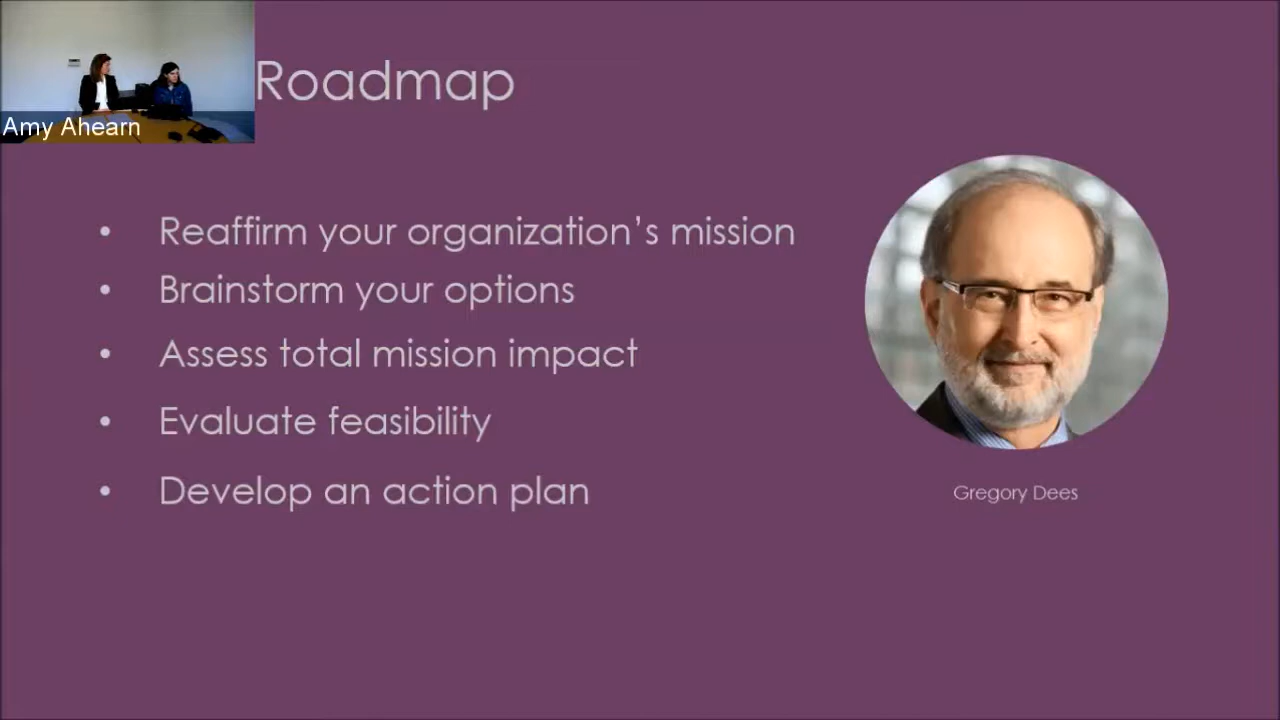 Amy Ahearn
Roadmap
• Reaffirm your organization’s mission
• Brainstorm your options
• Assess total mission impact
• Evaluate feasibility
• Develop an action plan
Gregory Dees